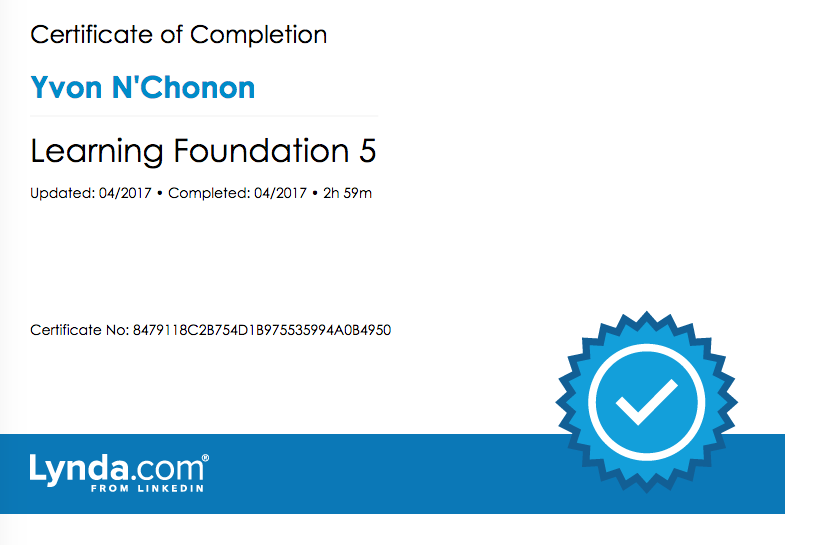 Certificate of Completion
Yvon N'Chonon
Learning Foundation 5
Updated: 04/2017 • Completed: 04/2017 • 2h 59m
Certificate No: 8479118C2B754D1B975535994A0B4950
Lynda.com®
FROM LINKEDIN